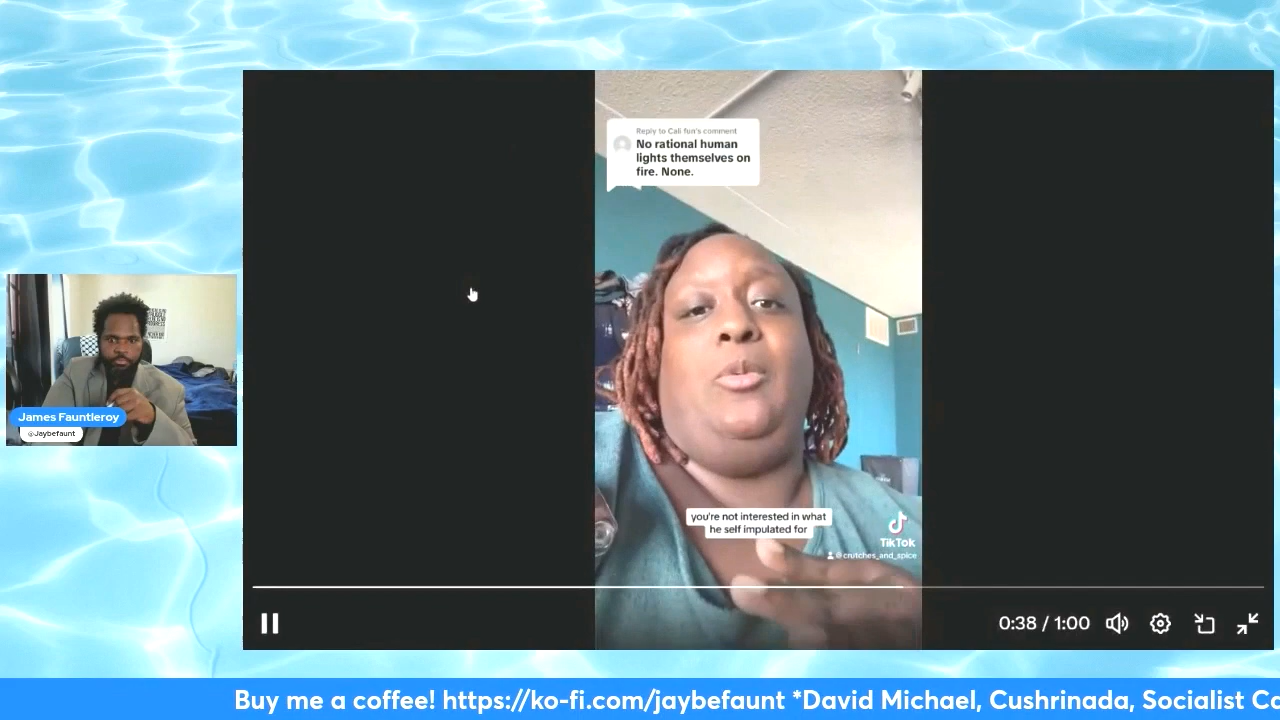 Reply to Cali fun's comment
No rational human
lights themselves on
fire. None.
you're not interested in what
he self impulated for
TikTok
@crutches_and_spice
James Fauntleroy
@Jaybefaunt
0:38 / 1:00
Buy me a coffee! https://ko-fi.com/jaybefaunt *David Michael, Cushrinada, Socialist Co